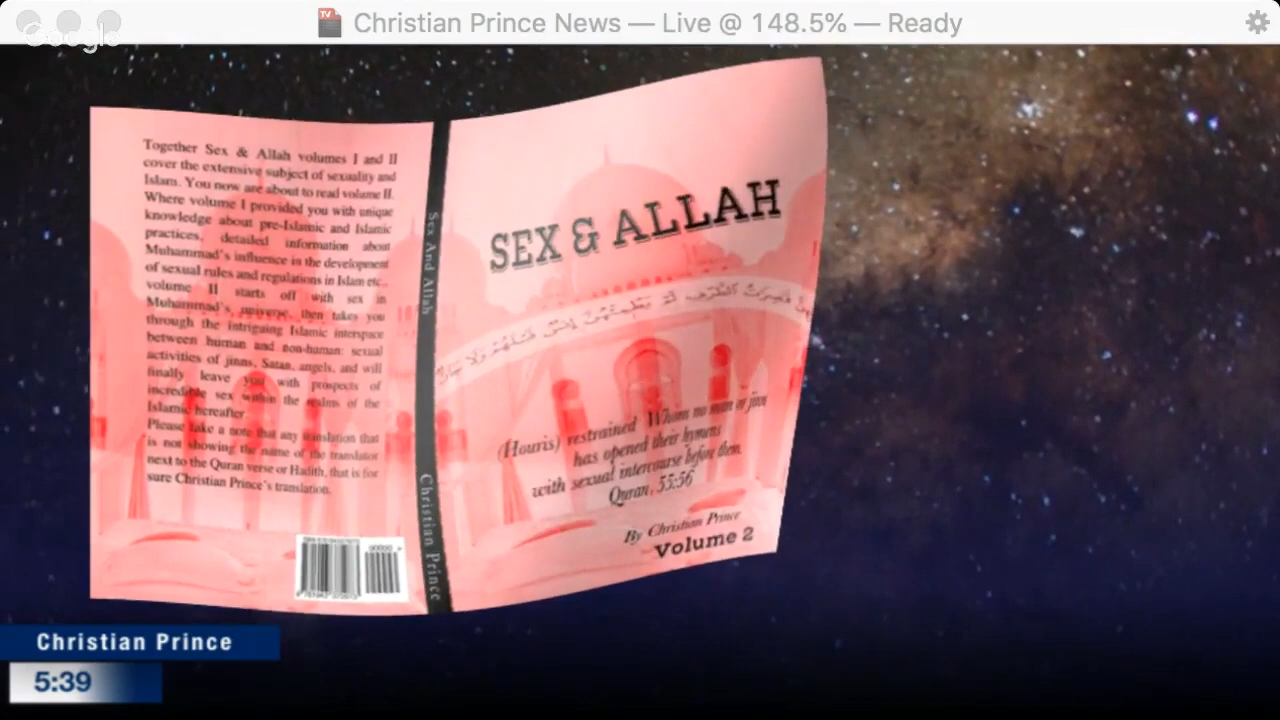 Christian Prince News — Live @ 148.5% — Ready
Google
Together Sex & Allah volumes I and II
cover the extensive subject of sexuality and
Islam. You now are about to read volume II.
Where volume I provided you with unique
knowledge about pre-Islamic and Islamic
practices, detailed information about
Muhammad's influence in the development
of sexual rules and regulations in Islam etc.,
volume II starts off with sex in
Muhammad's, universe, then takes you
through the intriguing Islamic interspace
between human and non-human: sexual
activities of jinns, Satan, angels, and will
finally leave you with prospects of
incredible sex within the realms of the
Islamic hereafter.
Please take a note that any translation that
is not showing the name of the translator
next to the Quran verse or Hadith, that is for
sure Christian Prince's translation.
Sex And Allah
Christian Prince
SEX & ALLAH
(Houris) restrained Whom no man or jinn
has opened their hymens
with sexual intercourse before them.
Quran, 55:56
By Christian Prince
Volume 2
Christian Prince
5:39